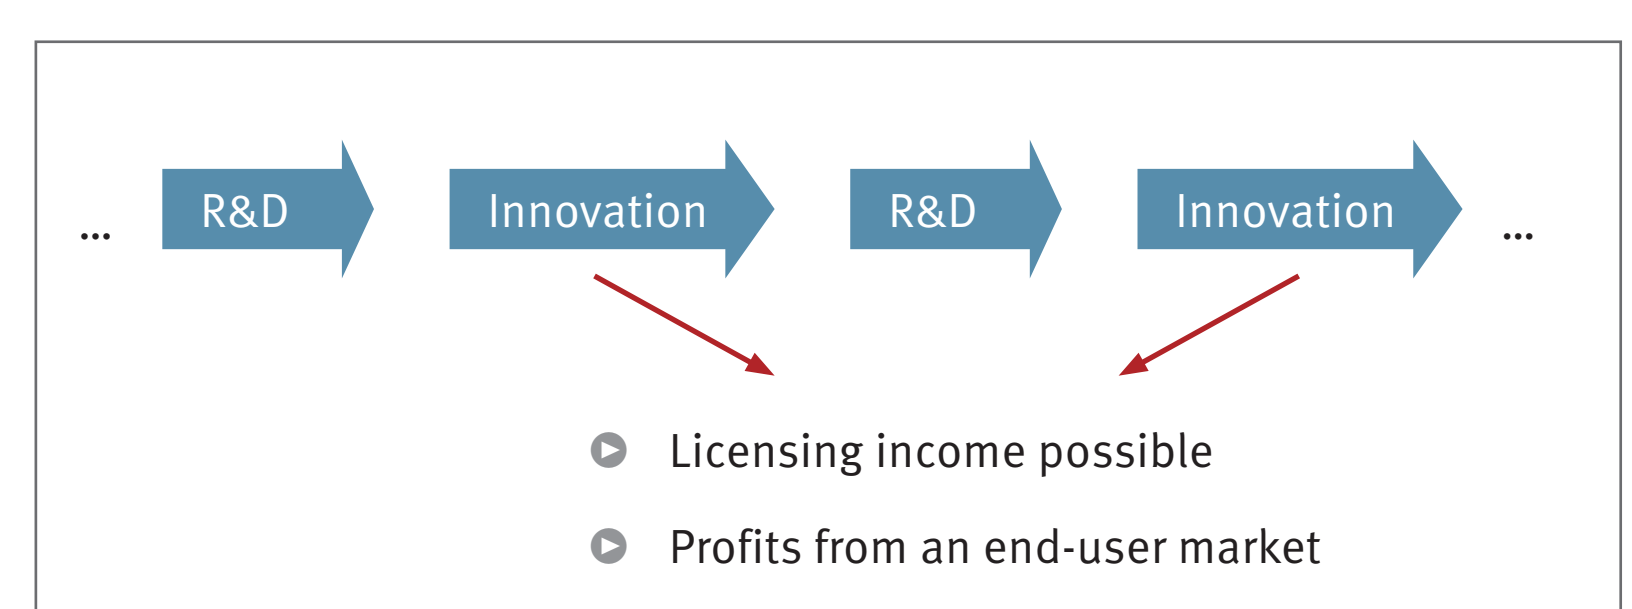 ... R&D Innovation R&D Innovation ...
Licensing income possible
Profits from an end-user market